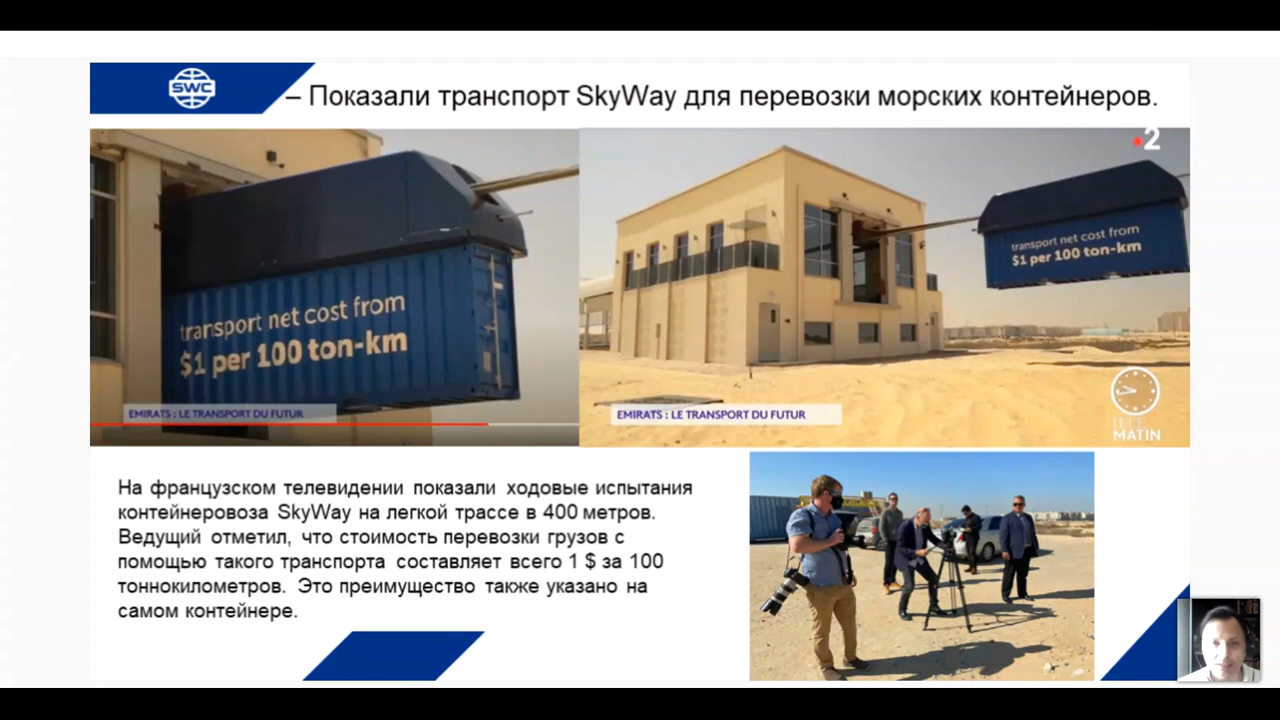 SWC
– Показали транспорт SkyWay для перевозки морских контейнеров.
transport net cost from
$1 per 100 ton-km
EMIRATS : LE TRANSPORT DU FUTUR
2
transport net cost from
$1 per 100 ton-km
EMIRATS : LE TRANSPORT DU FUTUR
MATIN
На французском телевидении показали ходовые испытания
контейнеровоза SkyWay на легкой трассе в 400 метров.
Ведущий отметил, что стоимость перевозки грузов с
помощью такого транспорта составляет всего 1 $ за 100
тоннокилометров. Это преимущество также указано на
самом контейнере.